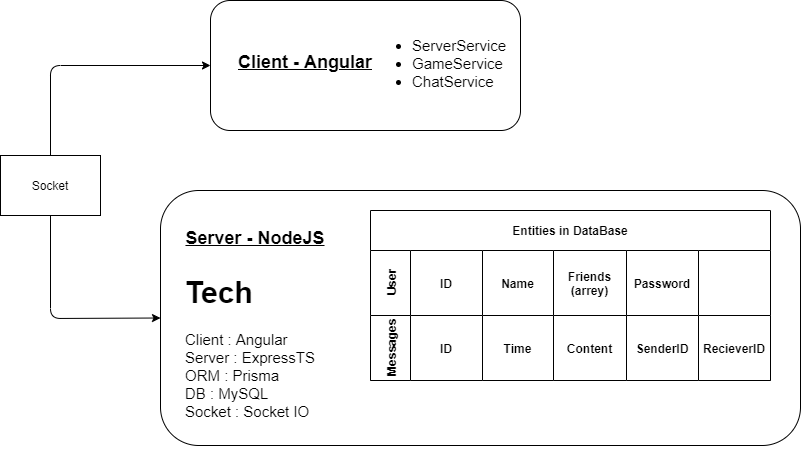 Client - Angular
ServerService
GameService
ChatService
Socket
Server - NodeJS
Tech
Client : Angular
Server : ExpressTS
ORM : Prisma
DB : MySQL
Socket : Socket IO
Entities in DataBase
User
ID
Name
Friends
(arrey)
Password
Messages
ID
Time
Content
SenderID
RecieverID